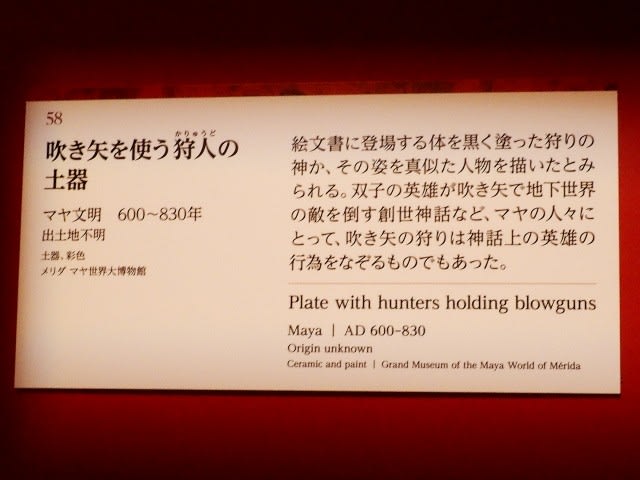 58
かりゅうど
吹き矢を使う狩人の
土器
マヤ文明　600~830年
出土地不明
土器、彩色
メリダ マヤ世界大博物館
絵文書に登場する体を黒く塗った狩りの
神か、その姿を真似た人物を描いたとみ
られる。双子の英雄が吹き矢で地下世界
の敵を倒す創世神話など、マヤの人々に
とって、吹き矢の狩りは神話上の英雄の
行為をなぞるものでもあった。
Plate with hunters holding blowguns
Maya | AD 600–830
Origin unknown
Ceramic and paint | Grand Museum of the Maya World of Mérida